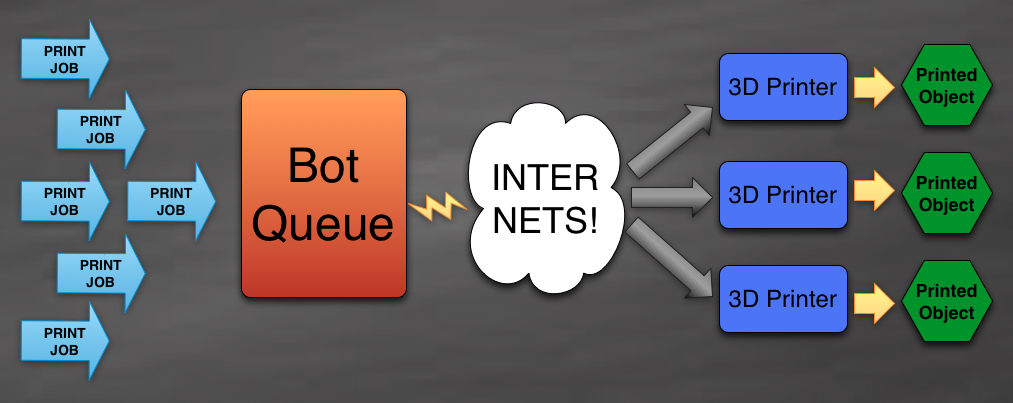 PRINT
JOB
PRINT
JOB
PRINT
JOB
PRINT
JOB
PRINT
JOB
PRINT
JOB
Bot
Queue
INTER
NETS!
3D Printer
Printed
Object
3D Printer
Printed
Object
3D Printer
Printed
Object